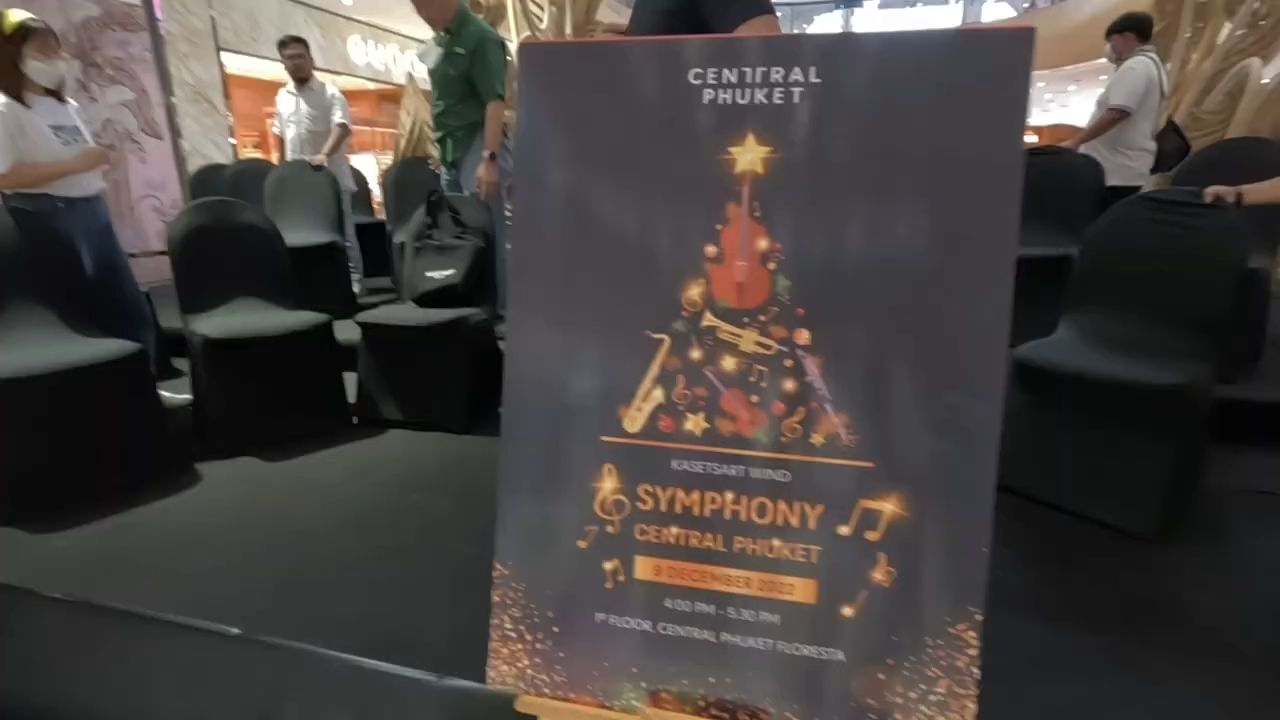 CENTRAL
PHUKET
KASETSART WIND
SYMPHONY
CENTRAL PHUKET
9 DECEMBER 2022
4.00 PM - 5.30 PM
1st FLOOR, CENTRAL PHUKET FLORESTA